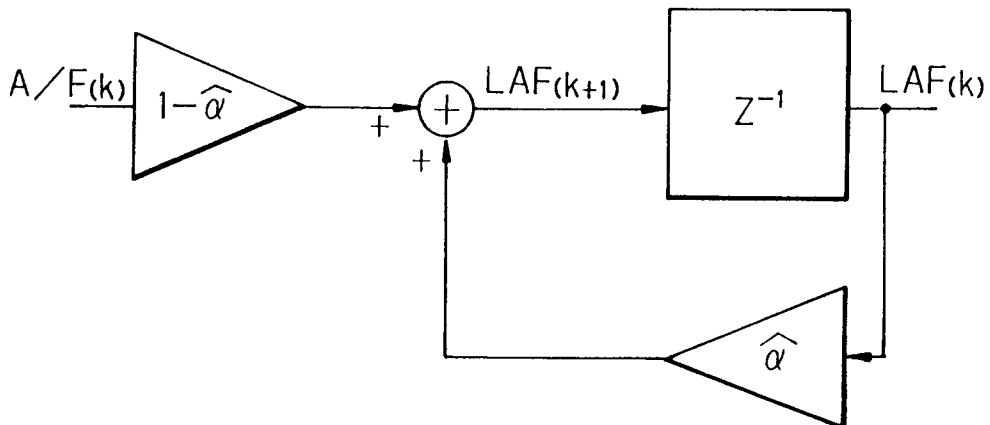 A/F(k)
1-α̂
+
+
+
LAF(k+1)
Z⁻¹
LAF(k)
α̂